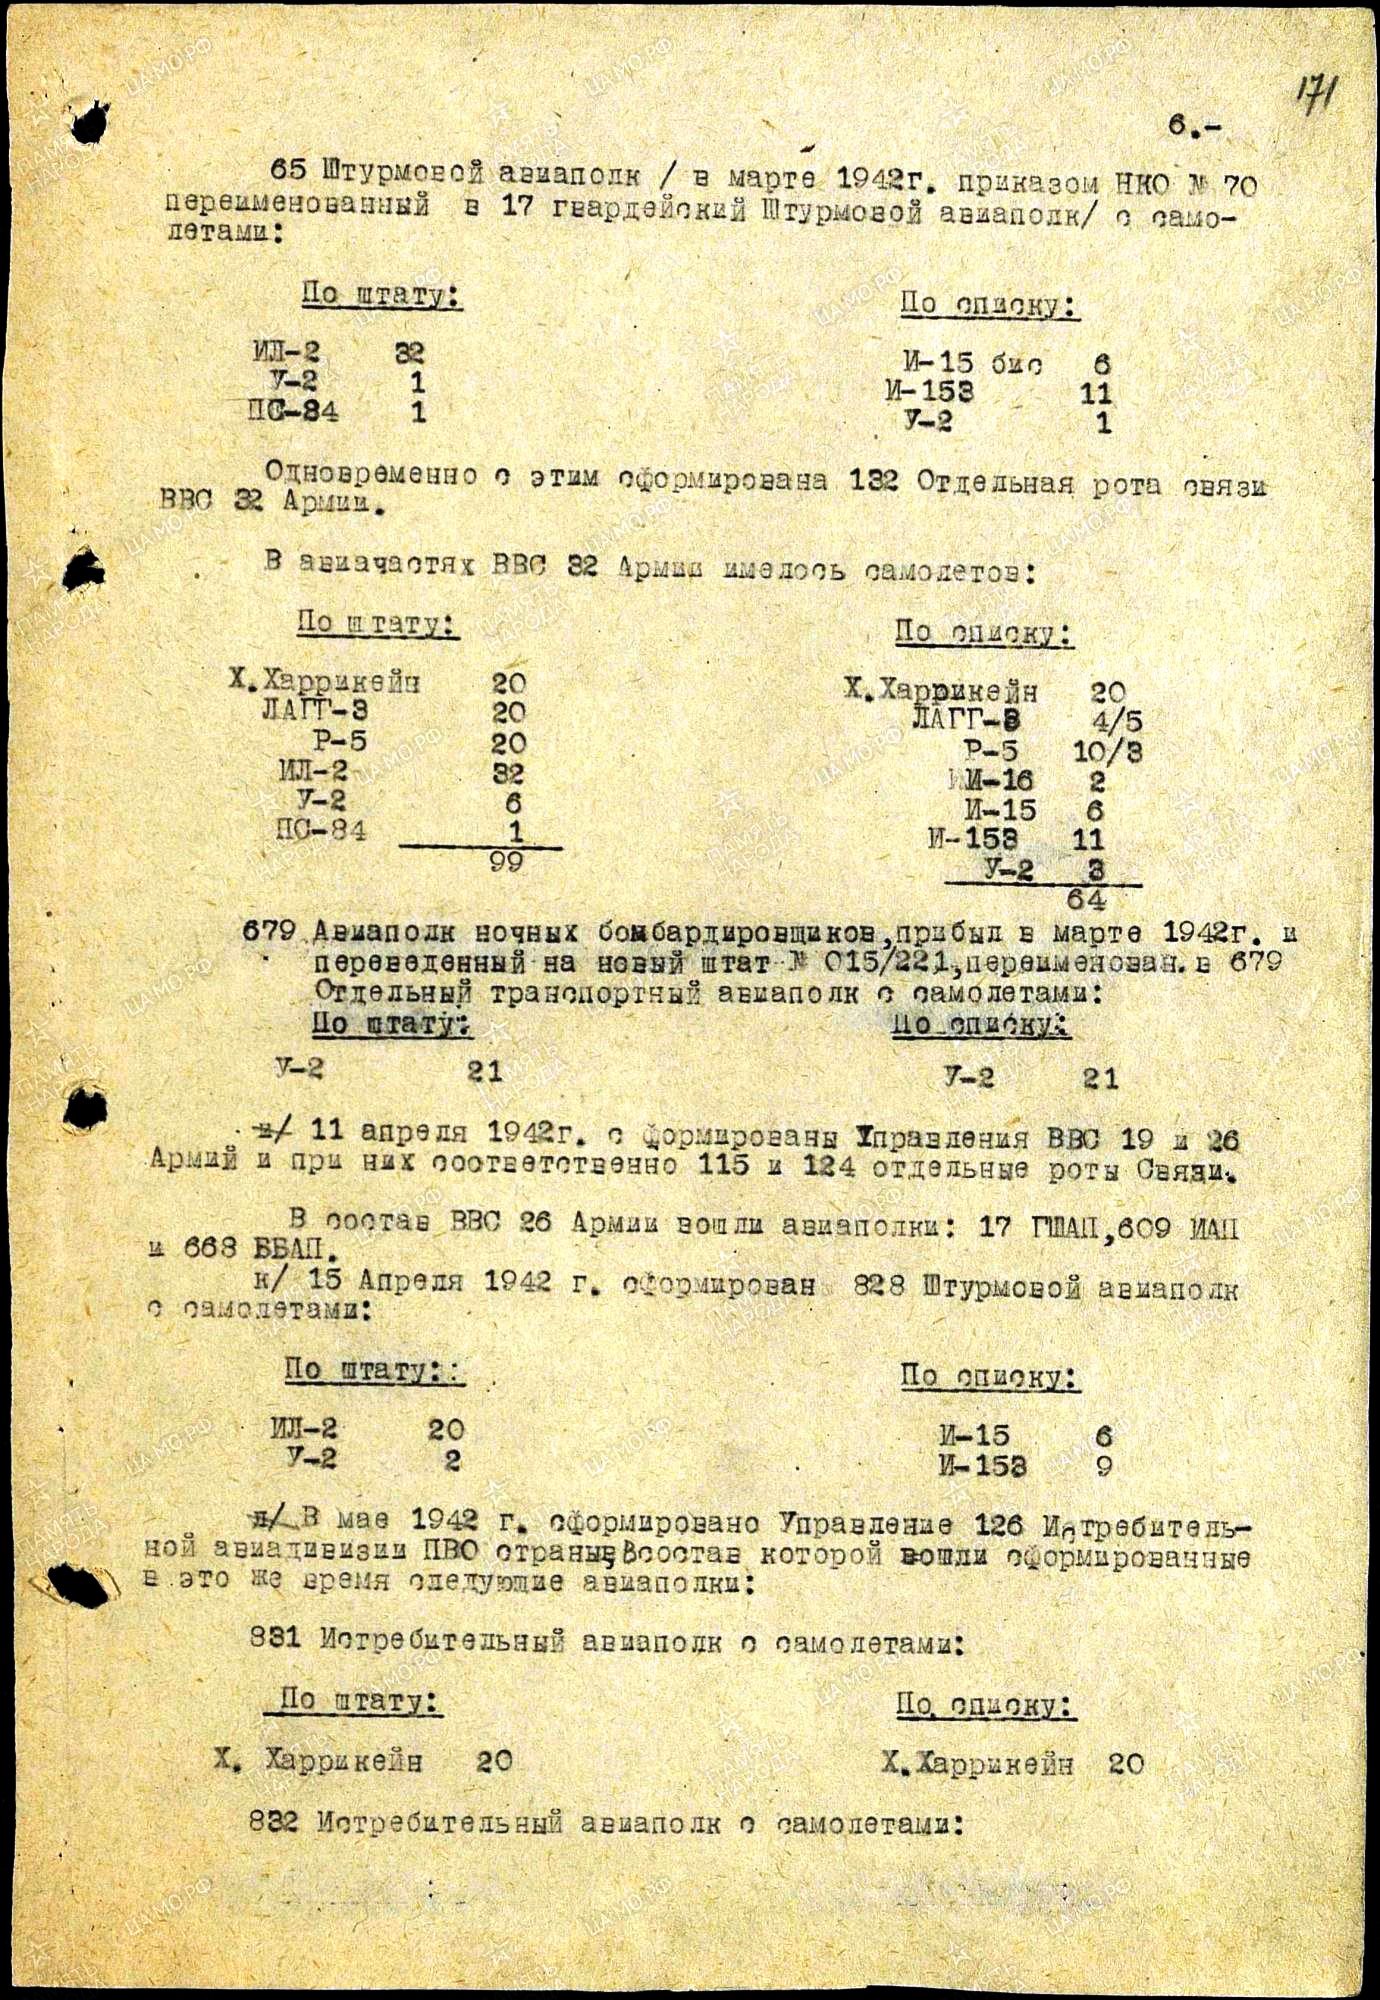 171
6.-
65 Штурмовой авиаполк / в марте 1942г. приказом НКО № 70
переименованный в 17 гвардейский Штурмовой авиаполк/ с само-
летами:
По штату: По списку:
ИЛ-2 32 И-15 бис 6
У-2 1 И-153 11
ПС-84 1 У-2 1
Одновременно с этим сформирована 132 Отдельная рота связи
ВВС 32 Армии.
В авиачастях ВВС 32 Армии имелось самолетов:
По штату: По списку:
Х.Харрикейн 20 Х.Харрикейн 20
ЛАГГ-3 20 ЛАГГ-3 4/5
Р-5 20 Р-5 10/3
ИЛ-2 32 И-16 2
У-2 6 И-15 6
ПС-84 1 И-153 11
99 У-2 3
64
679 Авиаполк ночных бомбардировщиков,прибыл в марте 1942г. и
переведенный на новый штат № 015/221,переименован. в 679
Отдельный транспортный авиаполк с самолетами:
По штату: По списку:
У-2 21 У-2 21
и/ 11 апреля 1942г. с формированы Управления ВВС 19 и 26
Армий и при них соответственно 115 и 124 отдельные роты Связи.
В состав ВВС 26 Армии вошли авиаполки: 17 ГШАП,609 ИАП
и 668 ББАП.
к/ 15 Апреля 1942 г. сформирован 828 Штурмовой авиаполк
с самолетами:
По штату: По списку:
ИЛ-2 20 И-15 6
У-2 2 И-153 9
л/ В мае 1942 г. сформировано Управление 126 Истребитель-
ной авиадивизии ПВО страны,в состав которой вошли сформированные
в это же время следующие авиаполки:
831 Истребительный авиаполк с самолетами:
По штату: По списку:
Х. Харрикейн 20 Х.Харрикейн 20
832 Истребительный авиаполк с самолетами: